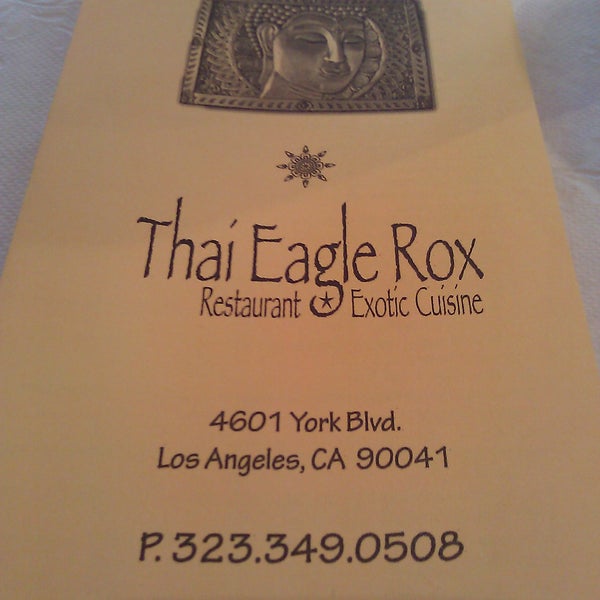 Thai Eagle Rox
Restaurant Exotic Cuisine
4601 York Blvd.
Los Angeles, CA 90041
P. 323.349.0508